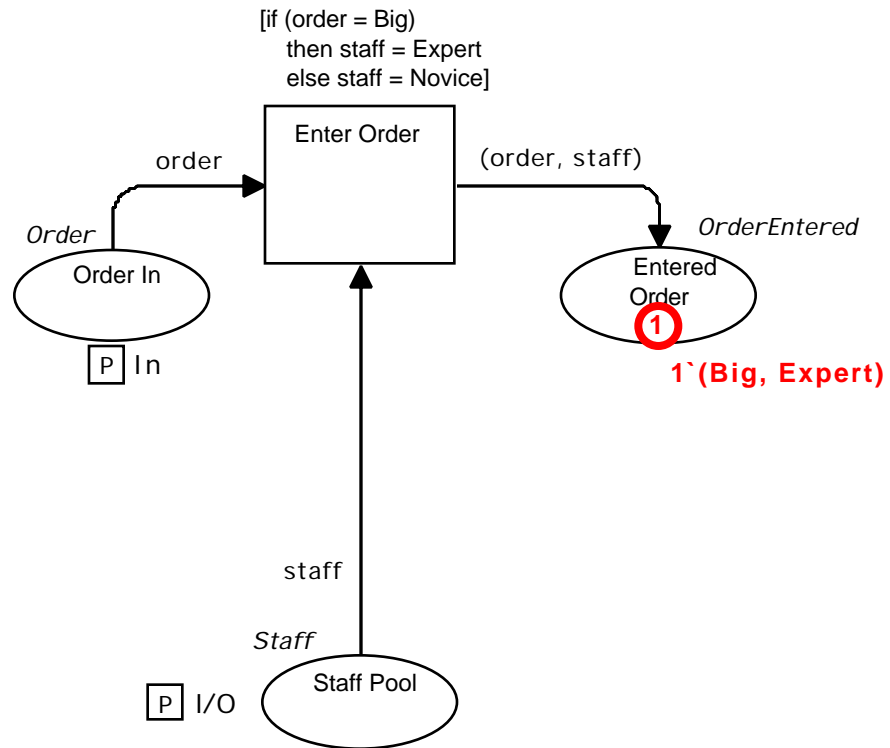 [if (order = Big)
then staff = Expert
else staff = Novice]
Enter Order
order
(order, staff)
Order
OrderEntered
Order In
Entered
Order
1
P In
1`(Big, Expert)
staff
Staff
Staff Pool
P I/O